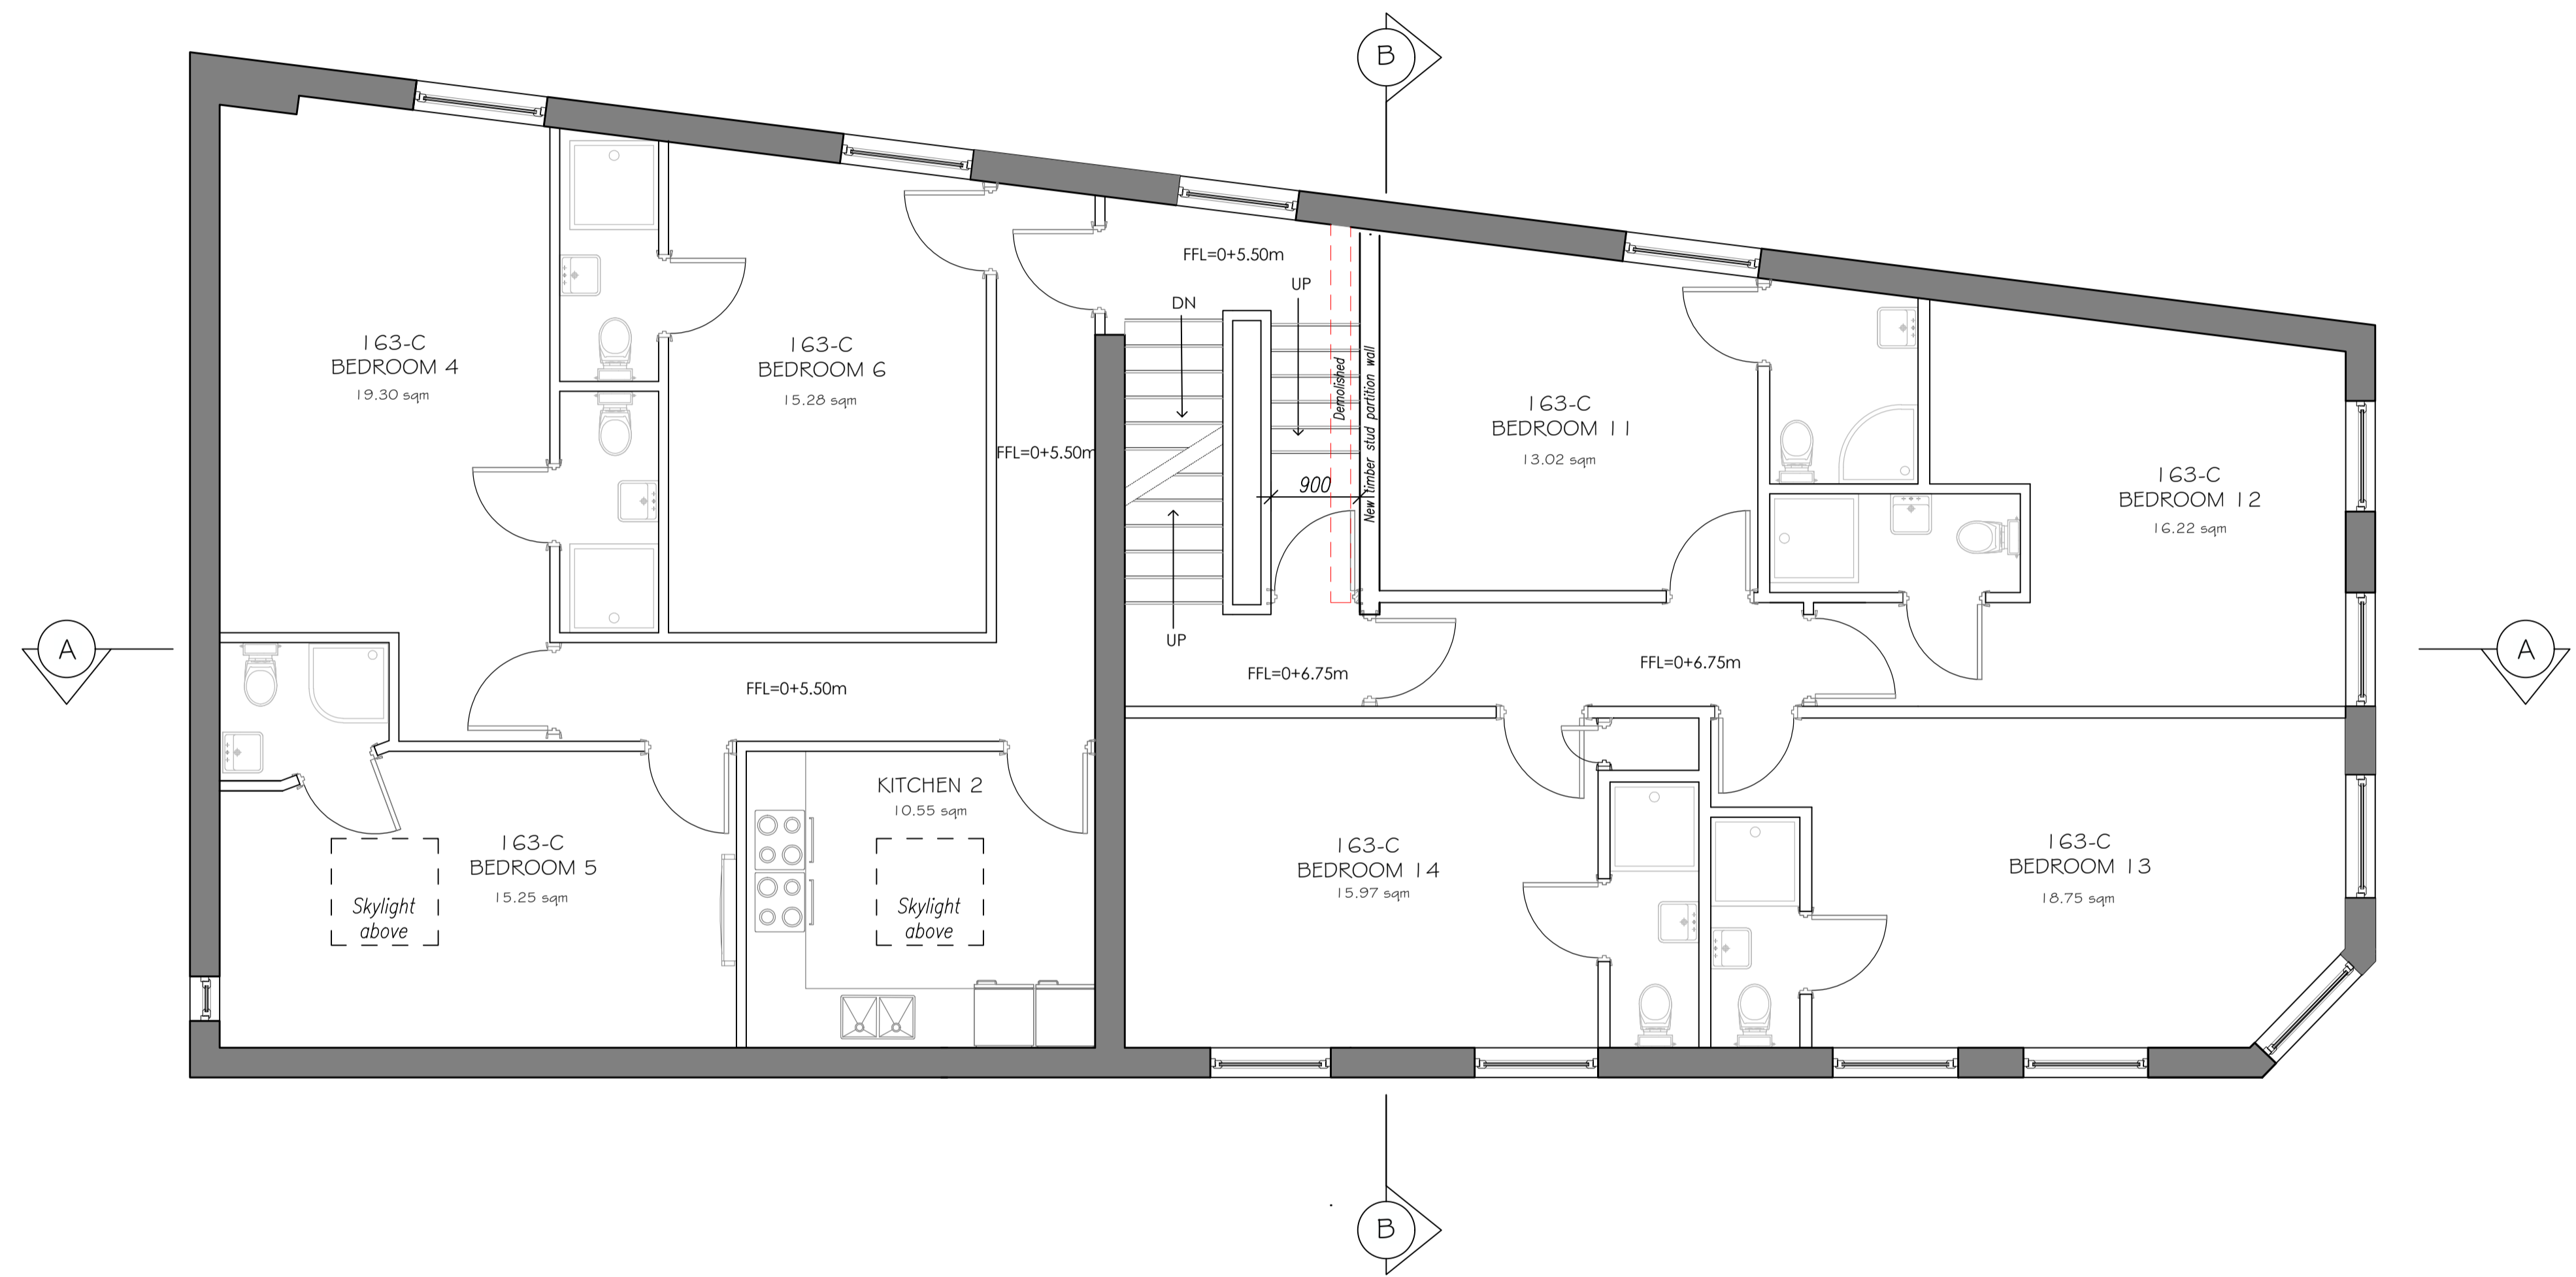 B
FFL=0+5.50m
UP
DN
163-C
BEDROOM 4
19.30 sqm
163-C
BEDROOM 6
15.28 sqm
Demolished
New timber stud partition wall
163-C
BEDROOM 11
13.02 sqm
FFL=0+5.50m
900
163-C
BEDROOM 12
16.22 sqm
A
UP
FFL=0+6.75m
FFL=0+6.75m
A
FFL=0+5.50m
KITCHEN 2
10.55 sqm
163-C
BEDROOM 5
15.25 sqm
Skylight
above
Skylight
above
163-C
BEDROOM 14
15.97 sqm
163-C
BEDROOM 13
18.75 sqm
B